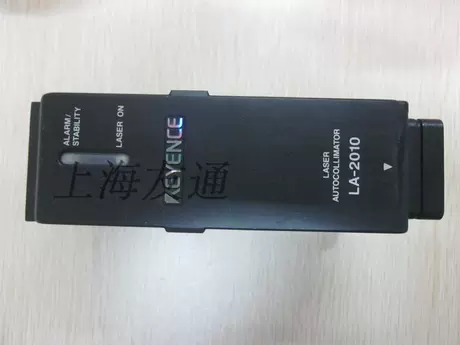 ALARM/
STABILITY
LASER ON
KEYENCE
LASER
AUTOCOLLIMATOR
LA-2010
上海友通